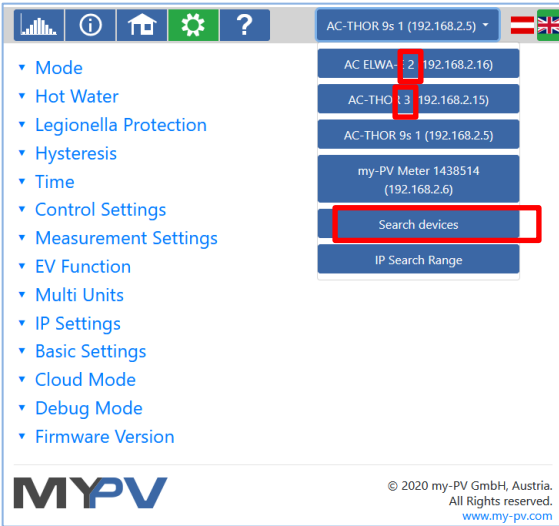 ?
AC-THOR 9s 1 (192.168.2.5)
Mode
Hot Water
Legionella Protection
Hysteresis
Time
Control Settings
Measurement Settings
EV Function
Multi Units
IP Settings
Basic Settings
Cloud Mode
Debug Mode
Firmware Version
AC ELWA-E 2 (192.168.2.16)
AC-THOR 3 (192.168.2.15)
AC-THOR 9s 1 (192.168.2.5)
my-PV Meter 1438514
(192.168.2.6)
Search devices
IP Search Range
MYPV
© 2020 my-PV GmbH, Austria.
All Rights reserved.
www.my-pv.com